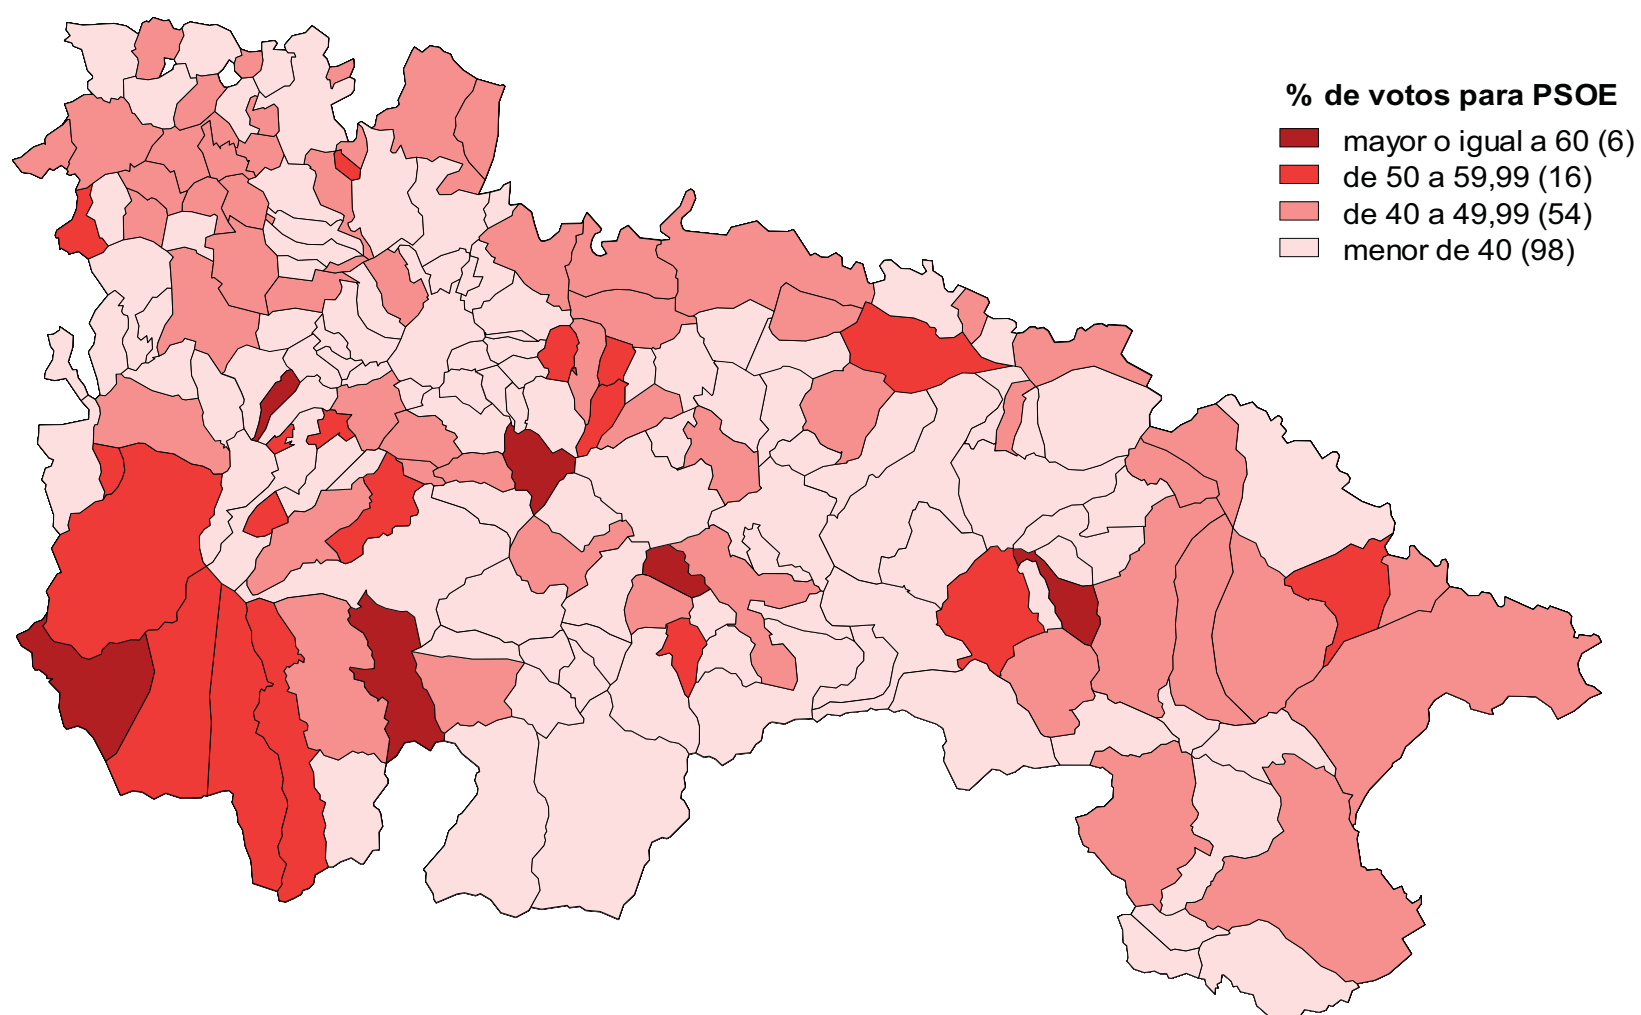 % de votos para PSOE
mayor o igual a 60 (6)
de 50 a 59,99 (16)
de 40 a 49,99 (54)
menor de 40 (98)